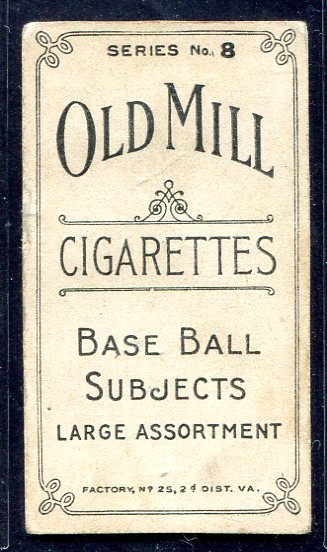 SERIES No. 8
OLD MILL
CIGARETTES
BASE BALL
SUBJECTS
LARGE ASSORTMENT
FACTORY, Nº 25, 2d DIST. VA.